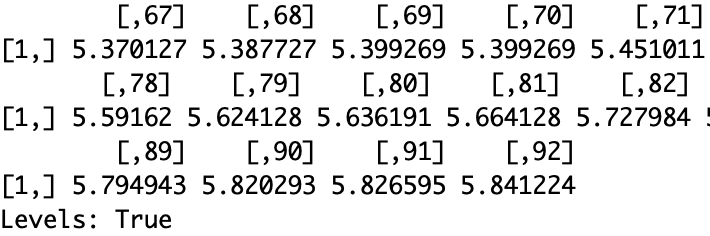 [,67] [,68] [,69] [,70] [,71]
[1,] 5.370127 5.387727 5.399269 5.399269 5.451011
[,78] [,79] [,80] [,81] [,82]
[1,] 5.59162 5.624128 5.636191 5.664128 5.727984
[,89] [,90] [,91] [,92]
[1,] 5.794943 5.820293 5.826595 5.841224
Levels: True